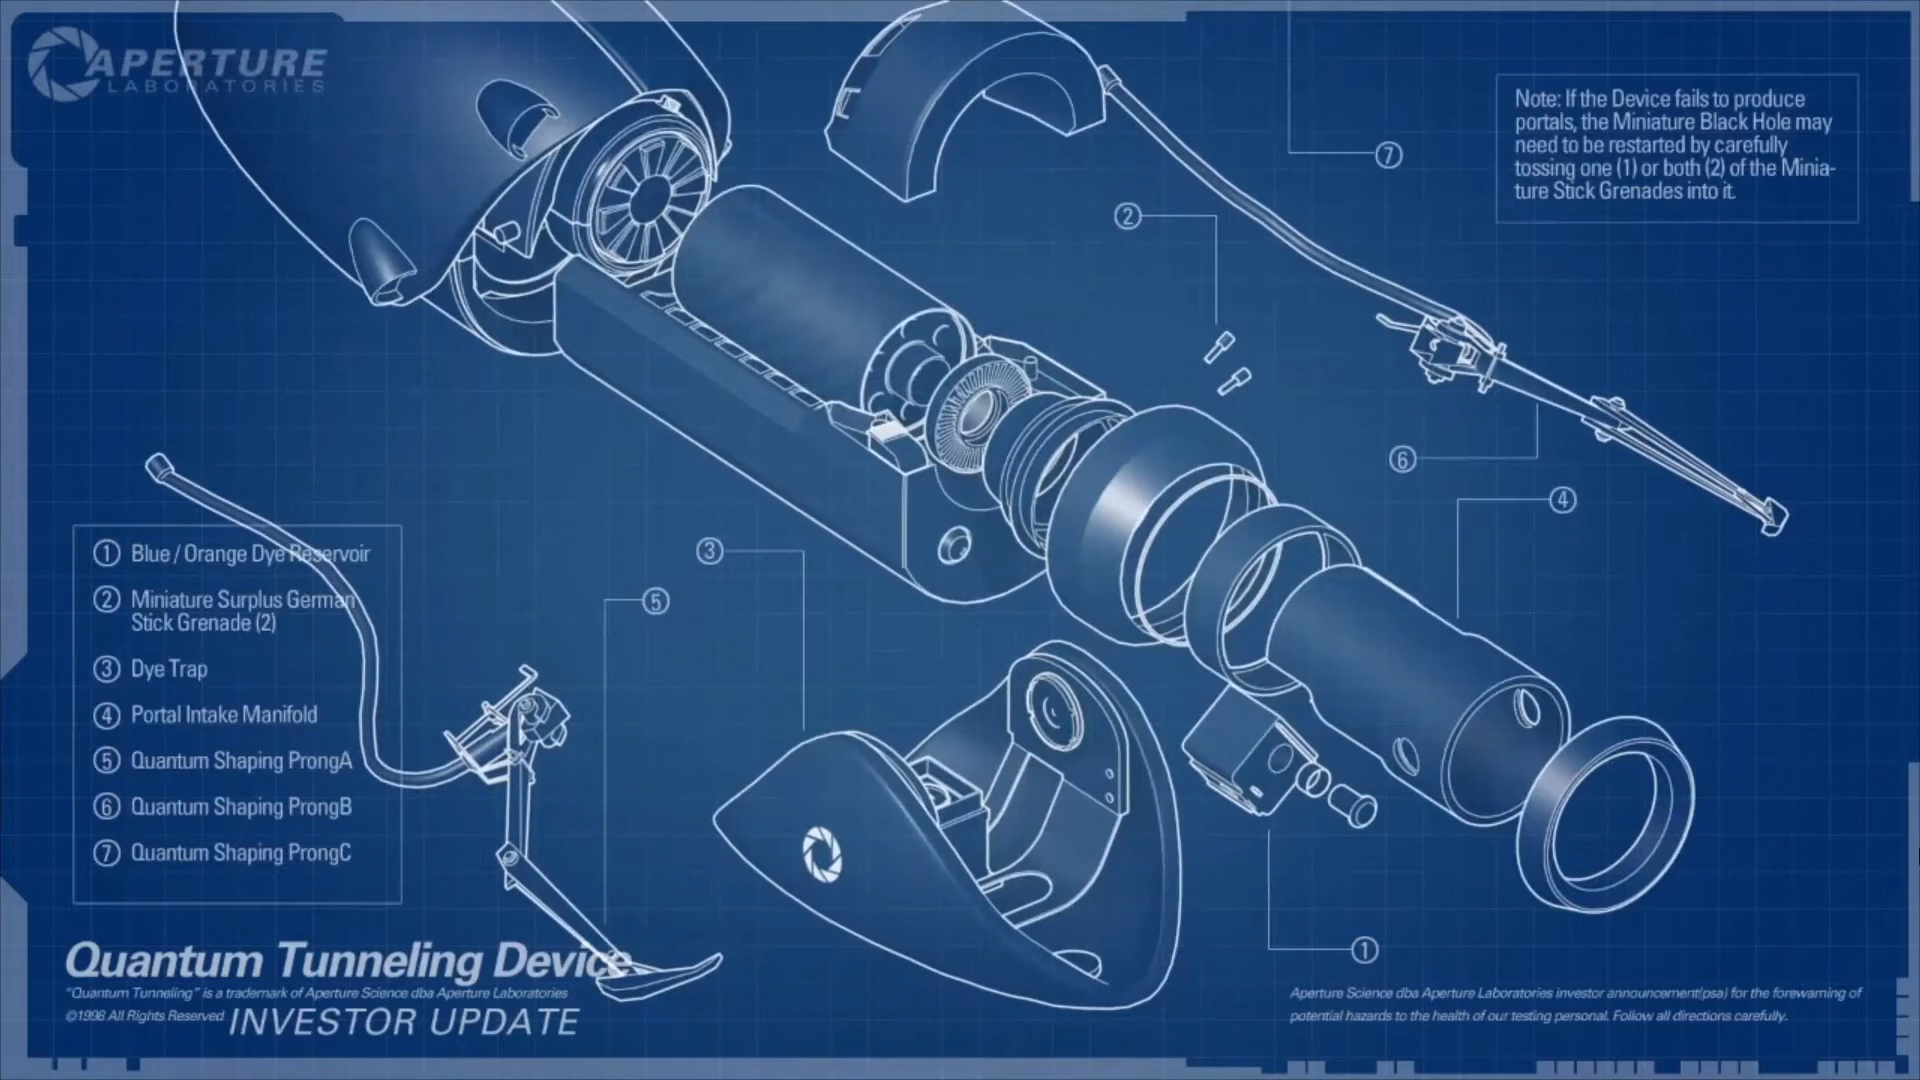 APERTURE
LABORATORIES
Note: If the Device fails to produce
portals, the Miniature Black Hole may
need to be restarted by carefully
tossing one (1) or both (2) of the Minia-
ture Stick Grenades into it.
7
2
6
4
3
5
1
1 Blue / Orange Dye Reservoir
2 Miniature Surplus German
Stick Grenade (2)
3 Dye Trap
4 Portal Intake Manifold
5 Quantum Shaping ProngA
6 Quantum Shaping ProngB
7 Quantum Shaping ProngC
Quantum Tunneling Device
"Quantum Tunneling" is a trademark of Aperture Science dba Aperture Laboratories
©1998 All Rights Reserved INVESTOR UPDATE
Aperture Science dba Aperture Laboratories investor announcement(psa) for the forewarning of
potential hazards to the health of our testing personal. Follow all directions carefully.